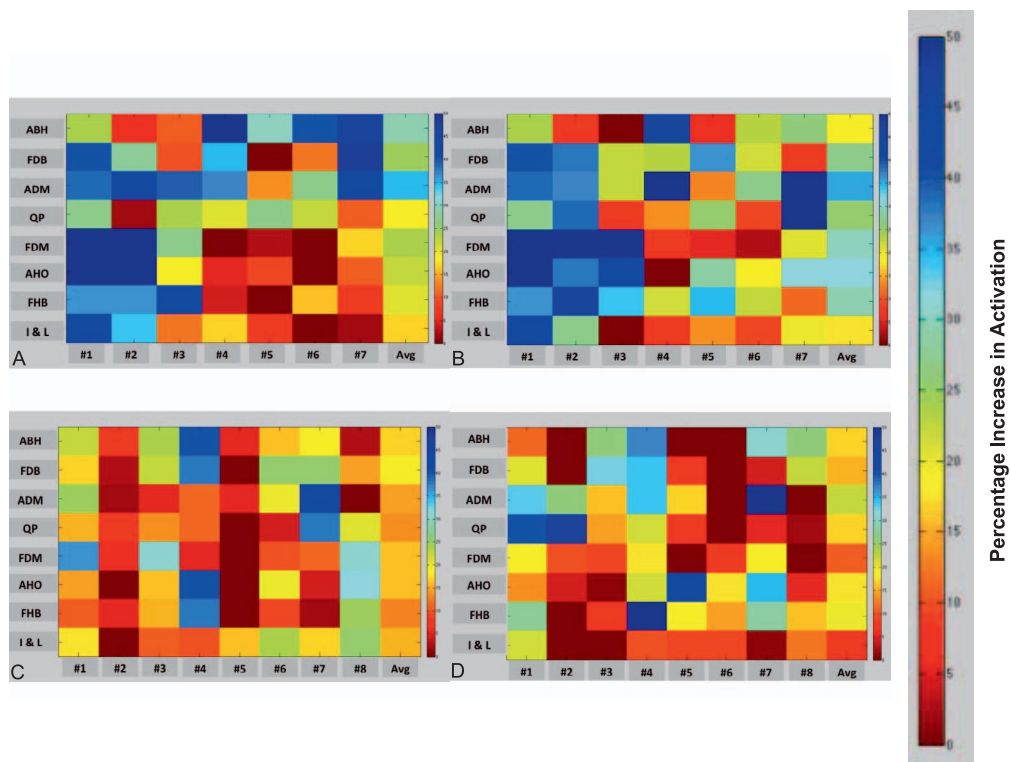 ABH
FDB
ADM
QP
FDM
AHO
FHB
I & L
A
#1 #2 #3 #4 #5 #6 #7 Avg
ABH
FDB
ADM
QP
FDM
AHO
FHB
I & L
B
#1 #2 #3 #4 #5 #6 #7 Avg
ABH
FDB
ADM
QP
FDM
AHO
FHB
I & L
C
#1 #2 #3 #4 #5 #6 #7 #8 Avg
ABH
FDB
ADM
QP
FDM
AHO
FHB
I & L
D
#1 #2 #3 #4 #5 #6 #7 #8 Avg
50
45
40
35
30
25
20
15
10
5
0
Percentage Increase in Activation